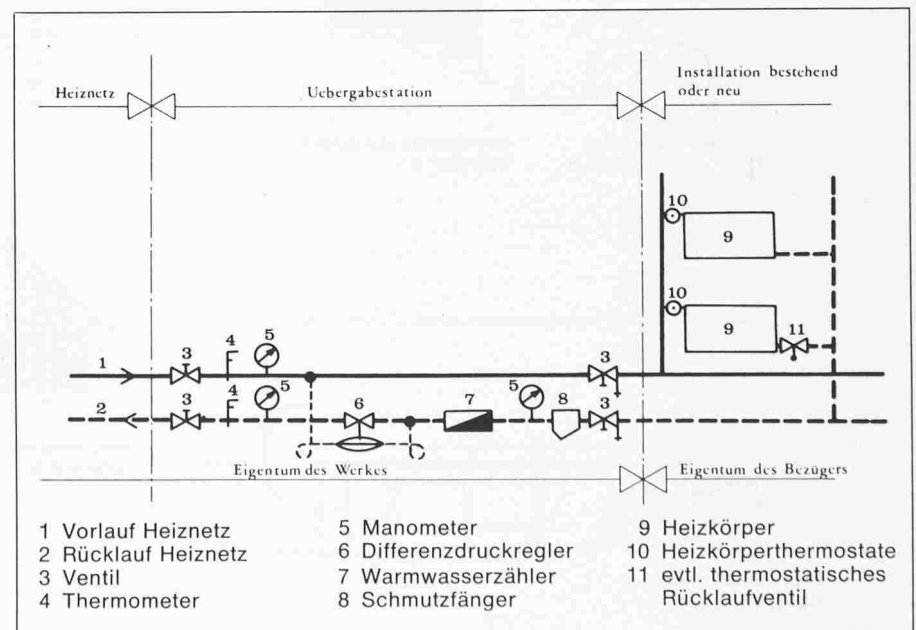 Heiznetz
Uebergabestation
Installation bestehend
oder neu
10
9
10
9
11
1
3
4
5
3
2
3
4
5
6
7
5
8
3
Eigentum des Werkes
Eigentum des Bezügers
1 Vorlauf Heiznetz
2 Rücklauf Heiznetz
3 Ventil
4 Thermometer
5 Manometer
6 Differenzdruckregler
7 Warmwasserzähler
8 Schmutzfänger
9 Heizkörper
10 Heizkörperthermostate
11 evtl. thermostatisches
Rücklaufventil